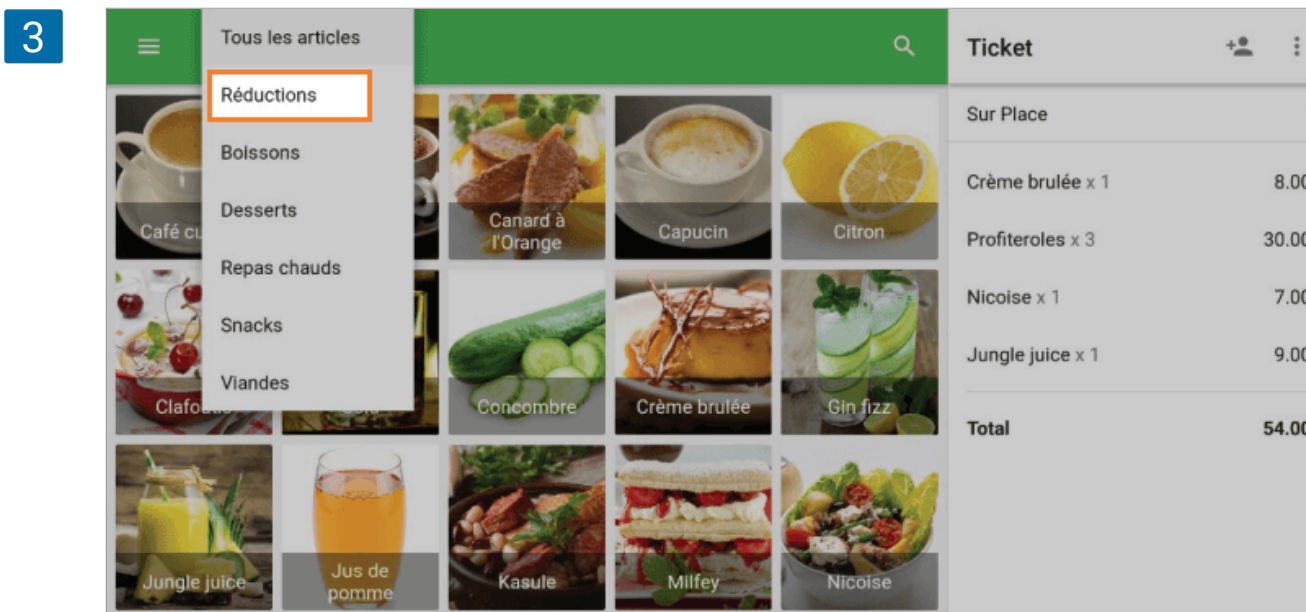 3
Tous les articles
Réductions
Boissons
Desserts
Repas chauds
Snacks
Viandes
Café
Canard à
l'Orange
Capucin
Citron
Concombre
Crème brulée
Gin fizz
Jungle juice
Jus de
pomme
Kasule
Milfey
Nicoise
Ticket
Sur Place
Crème brulée x 1 8.00
Profiteroles x 3 30.00
Nicoise x 1 7.00
Jungle juice x 1 9.00
Total 54.00